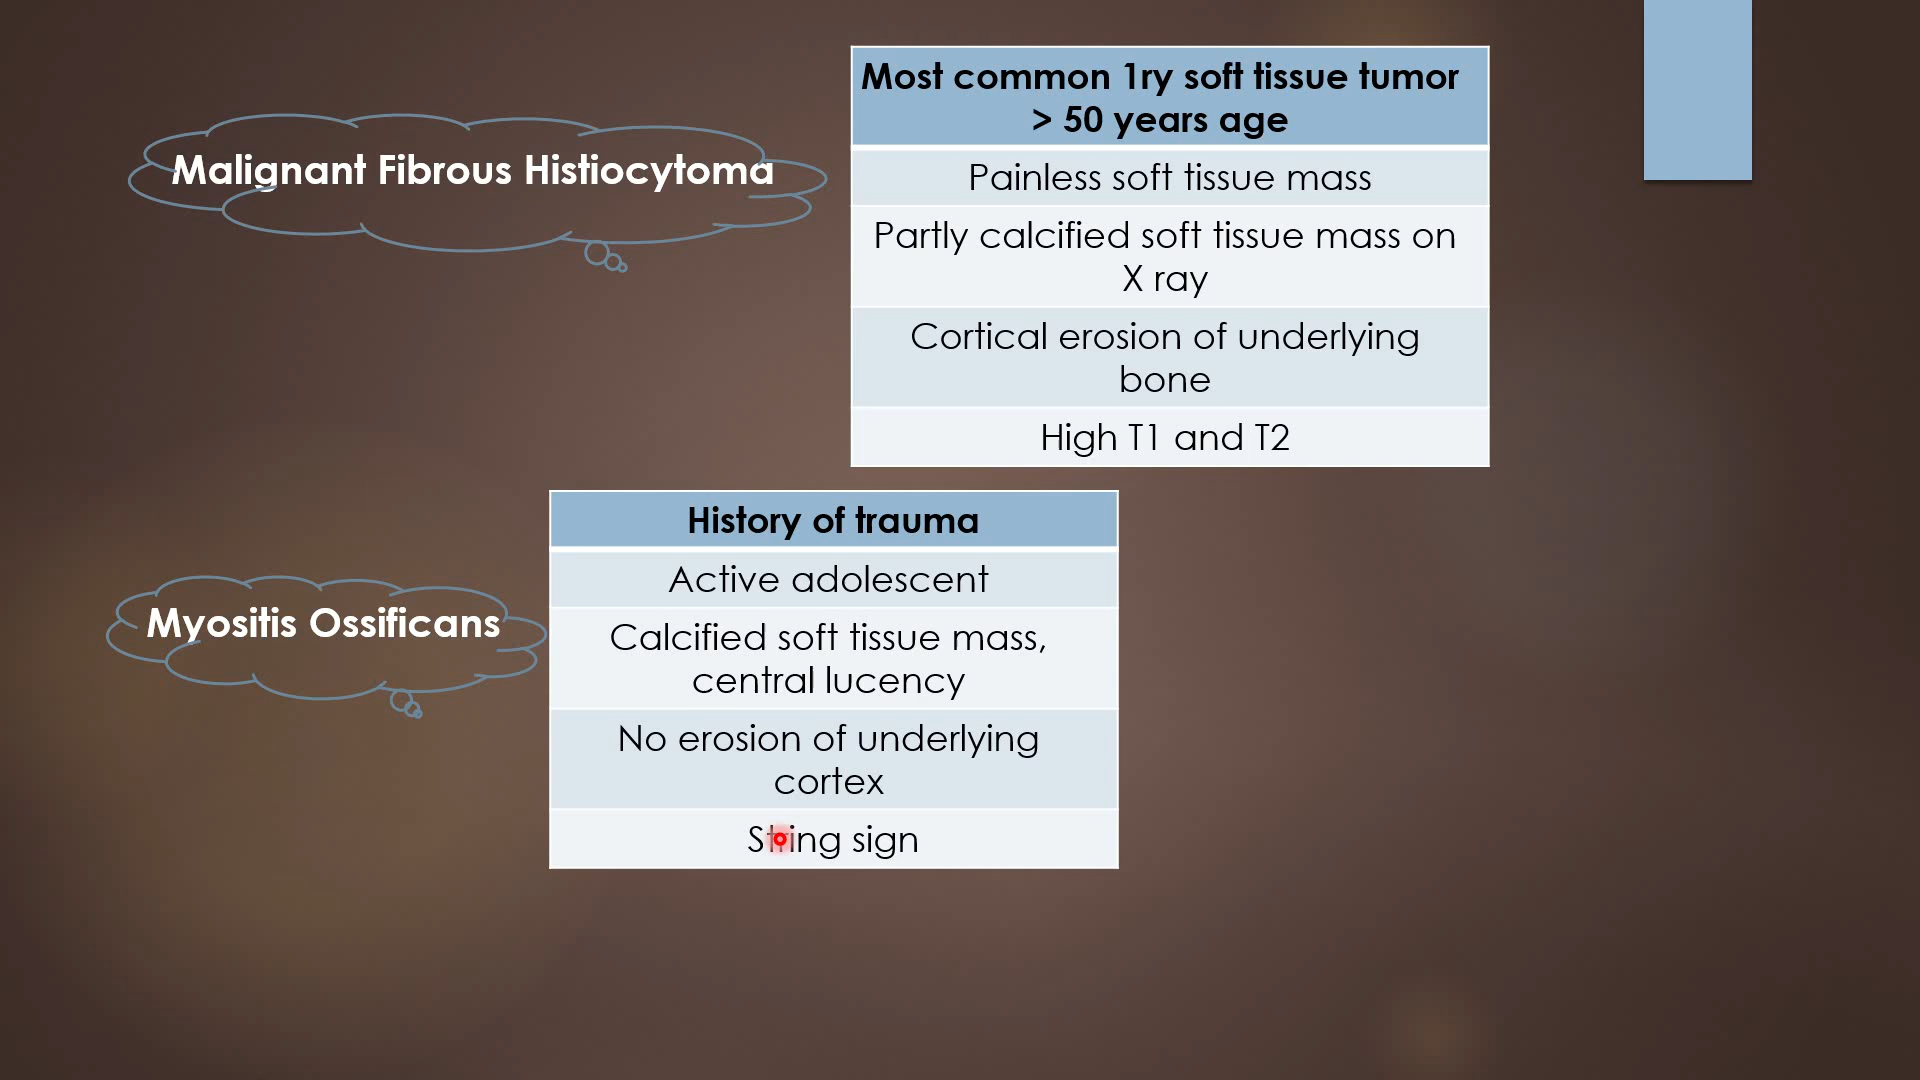 Malignant Fibrous Histiocytoma
Most common 1ry soft tissue tumor
> 50 years age
Painless soft tissue mass
Partly calcified soft tissue mass on
X ray
Cortical erosion of underlying
bone
High T1 and T2
Myositis Ossificans
History of trauma
Active adolescent
Calcified soft tissue mass,
central lucency
No erosion of underlying
cortex
String sign